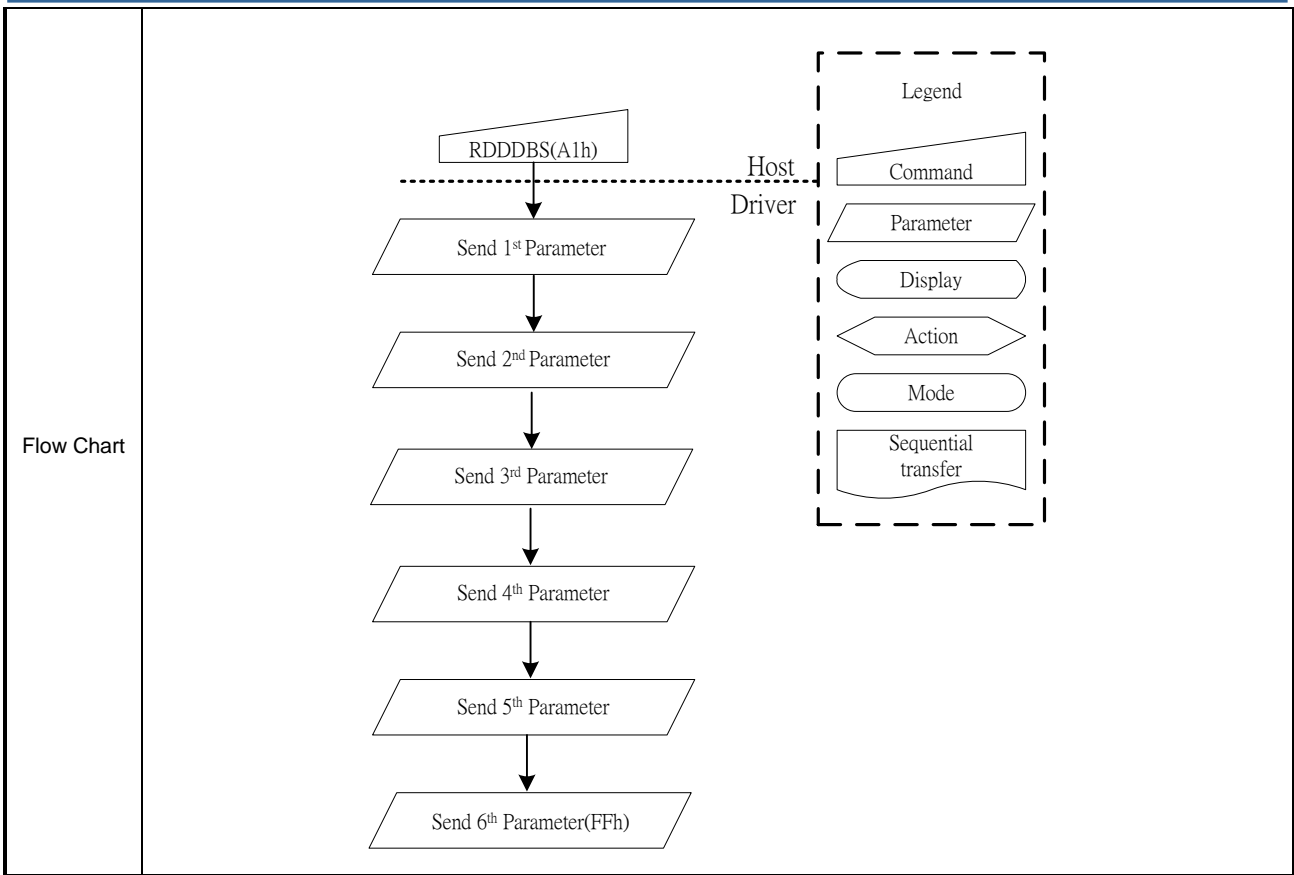 Flow Chart
RDDDBS(A1h)
Host
Driver
Send 1st Parameter
Send 2nd Parameter
Send 3rd Parameter
Send 4th Parameter
Send 5th Parameter
Send 6th Parameter(FFh)
Legend
Command
Parameter
Display
Action
Mode
Sequential
transfer